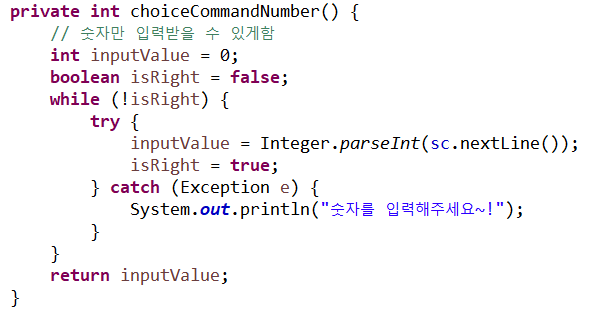 private int choiceCommandNumber() {
    // 숫자만 입력받을 수 있게함
    int inputValue = 0;
    boolean isRight = false;
    while (!isRight) {
        try {
            inputValue = Integer.parseInt(sc.nextLine());
            isRight = true;
        } catch (Exception e) {
            System.out.println("숫자를 입력해주세요~!");
        }
    }
    return inputValue;
}